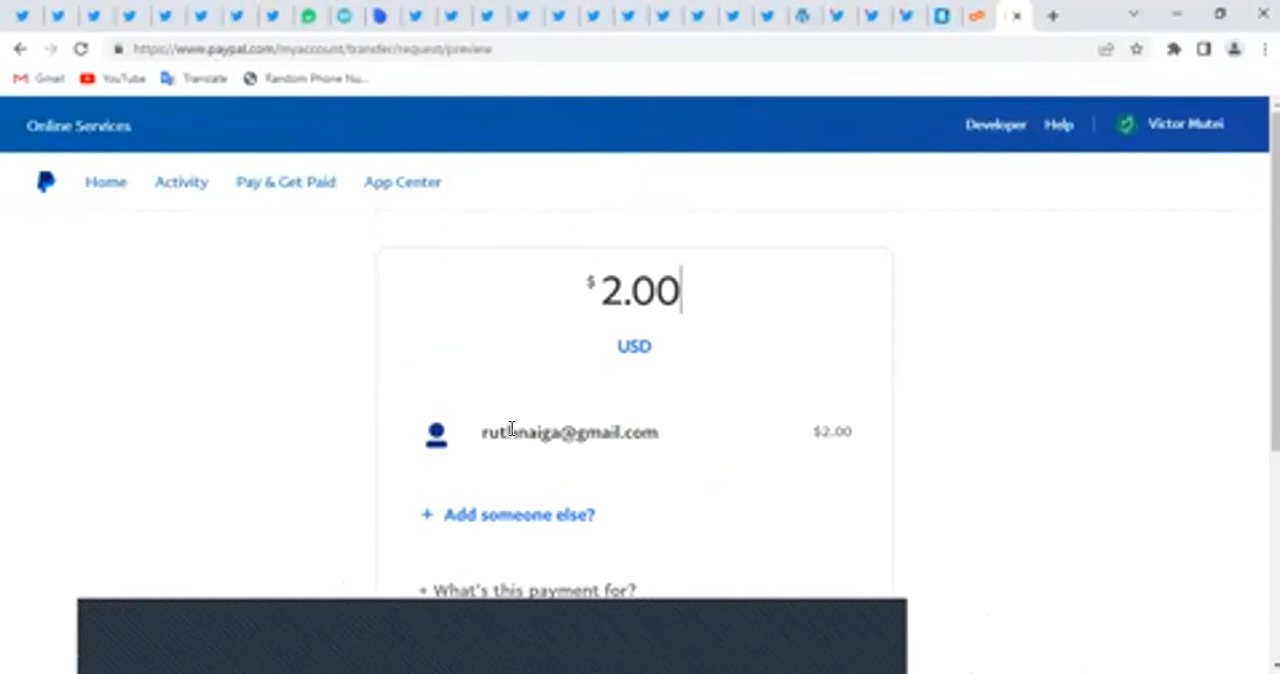 https://www.paypal.com/myaccount/transfer/request/preview
Gmail YouTube Translate Random Phone Nu...
Online Services Developer Help Victor Mutei
Home Activity Pay & Get Paid App Center
$ 2.00
USD
@gmail.com $2.00
+ Add someone else?
+ What's this payment for?